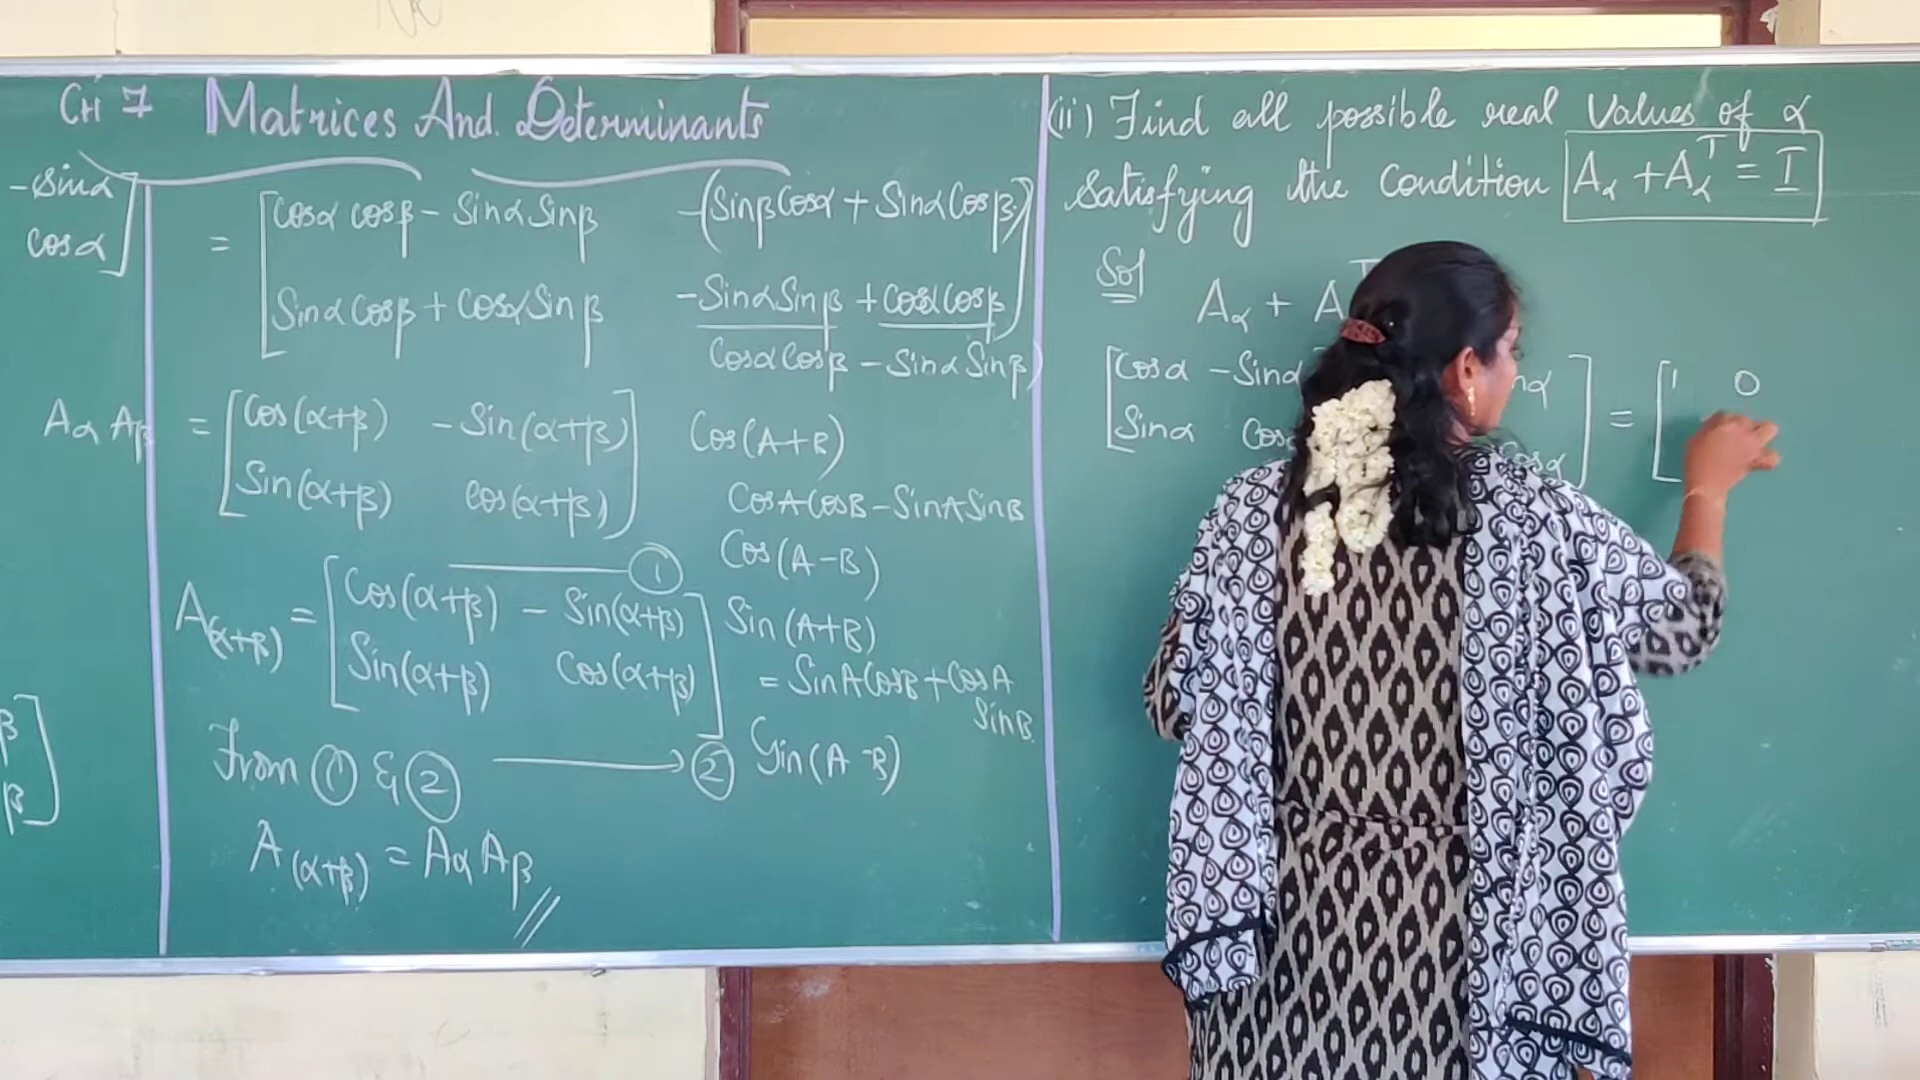 CH 7 Matrices And Determinants
-Sinα
cosα
= [Cosα cosβ - Sinα Sinβ -(Sinβ Cosα + Sinα Cosβ)
Sinα Cosβ + Cosα Sinβ -Sinα Sinβ + Cosα Cosβ]
Cosα Cosβ - Sinα Sinβ)
Aα Aβ = [Cos(α+β) -Sin(α+β)
Sin(α+β) cos(α+β)]
①
A(α+β) = [Cos(α+β) - Sin(α+β)
Sin(α+β) Cos(α+β)]
From ① & ② ②
A(α+β) = Aα Aβ //
β
β
Cos(A+B)
CosA CosB - SinA SinB
Cos(A-B)
Sin(A+B)
= SinA CosB + CosA
SinB
Sin(A-B)
(ii) Find all possible real Values of α
satisfying the Condition Aα + Aα^T = I
Sol
Aα + A
[Cosα -Sinα nα] = [1 0
Sinα Cos cosα]